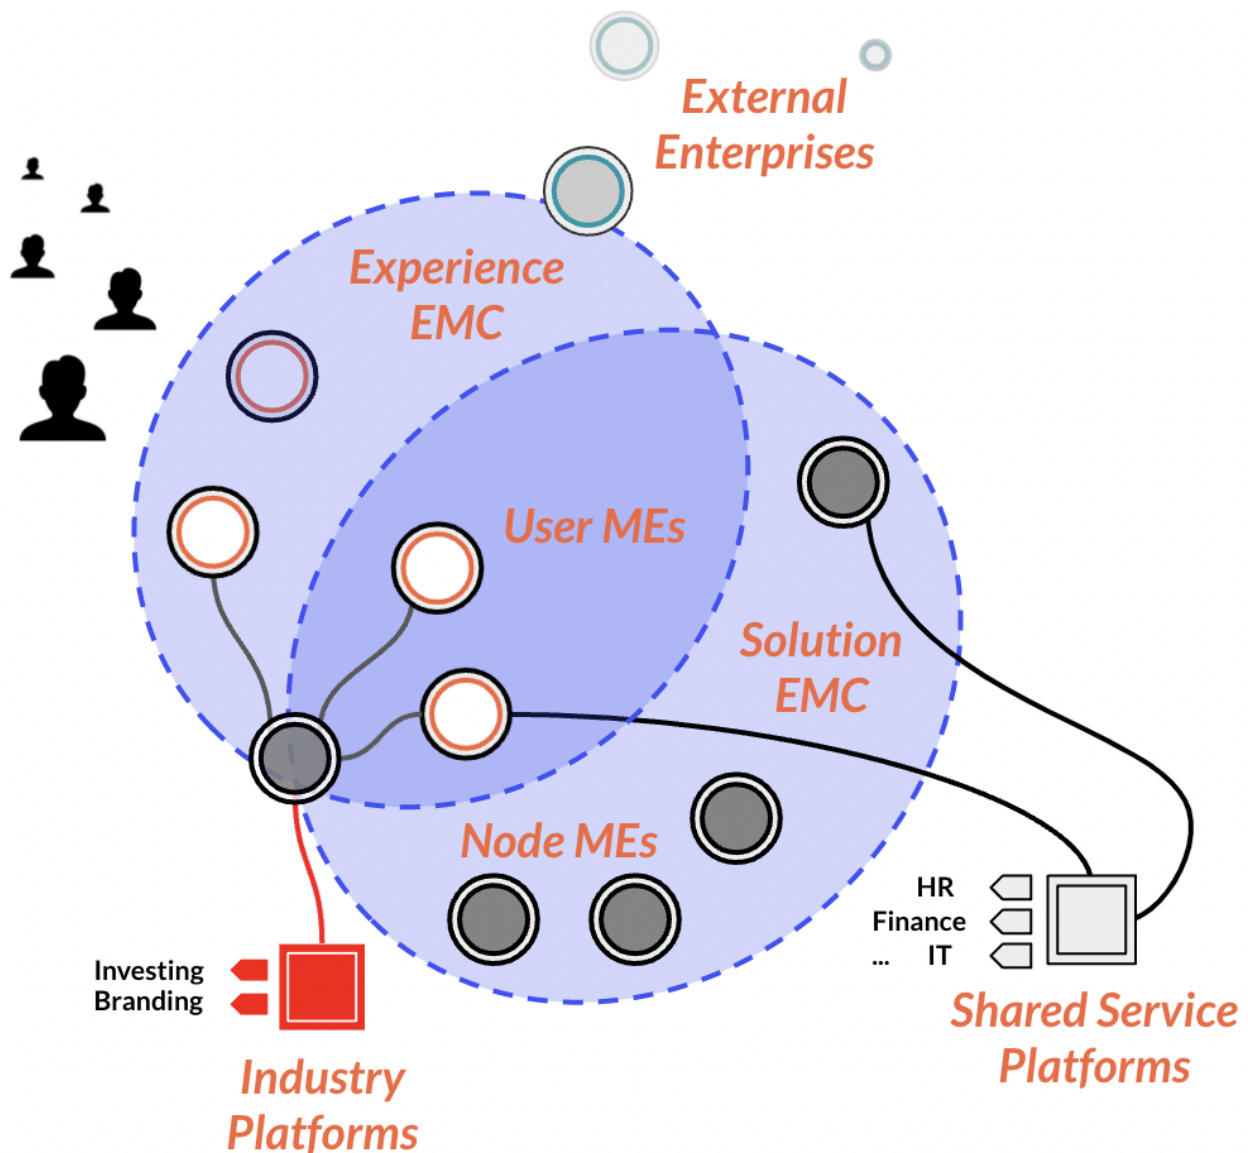 External
Enterprises
Experience
EMC
User MEs
Solution
EMC
Node MEs
HR
Finance
... IT
Shared Service
Platforms
Investing
Branding
Industry
Platforms